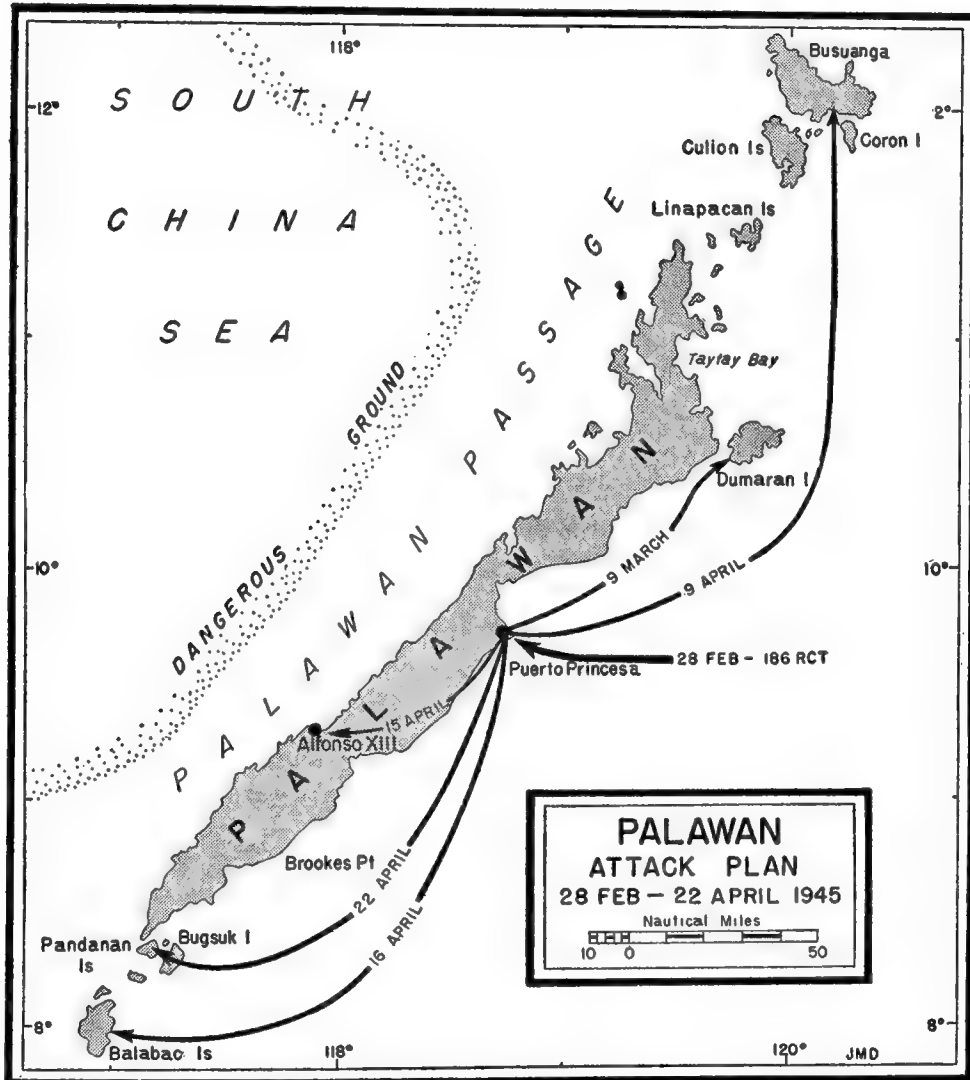 118°
Busuanga
12°
2°
SOUTH
CHINA
SEA
Coron I
Culion Is
Linapacan Is
PALAWAN PASSAGE
Taytay Bay
DANGEROUS GROUND
Dumaran I
PALAWAN
10°
10°
9 MARCH
9 APRIL
Puerto Princesa
28 FEB - 186 RCT
15 APRIL
Alfonso XIII
Brookes Pt
22 APRIL
16 APRIL
PALAWAN
ATTACK PLAN
28 FEB - 22 APRIL 1945
Nautical Miles
10 0 50
Pandanan
Is
Bugsuk I
8°
8°
Balabac Is
118°
120°
JMD